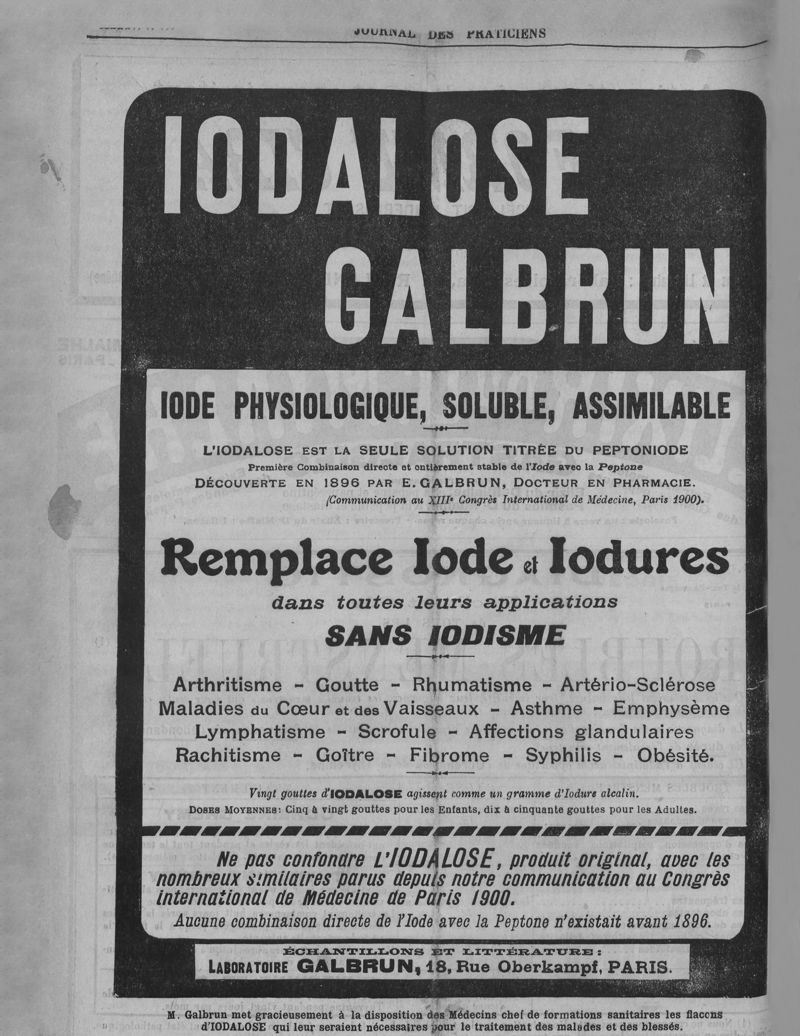 JOURNAL DES PRATICIENS
IODALOSE
GALBRUN
IODE PHYSIOLOGIQUE, SOLUBLE, ASSIMILABLE
L'IODALOSE EST LA SEULE SOLUTION TITRÉE DU PEPTONIODE
Première Combinaison directe et entièrement stable de l'Iode avec la Peptone
DÉCOUVERTE EN 1896 PAR E. GALBRUN, DOCTEUR EN PHARMACIE.
(Communication au XIIIe Congrès International de Médecine, Paris 1900).
Remplace Iode et Iodures
dans toutes leurs applications
SANS IODISME
Arthritisme - Goutte - Rhumatisme - Artério-Sclérose
Maladies du Cœur et des Vaisseaux - Asthme - Emphysème
Lymphatisme - Scrofule - Affections glandulaires
Rachitisme - Goître - Fibrome - Syphilis - Obésité.
Vingt gouttes d'IODALOSE agissent comme un gramme d'Iodure alcalin.
DOSES MOYENNES: Cinq à vingt gouttes pour les Enfants, dix à cinquante gouttes pour les Adultes.
Ne pas confondre L'IODALOSE, produit original, avec les
nombreux similaires parus depuis notre communication au Congrès
International de Médecine de Paris 1900.
Aucune combinaison directe de l'Iode avec la Peptone n'existait avant 1896.
ÉCHANTILLONS ET LITTÉRATURE:
LABORATOIRE GALBRUN, 18, Rue Oberkampf, PARIS.
M. Galbrun met gracieusement à la disposition des Médecins chef de formations sanitaires les flacons
d'IODALOSE qui leur seraient nécessaires pour le traitement des malades et des blessés.